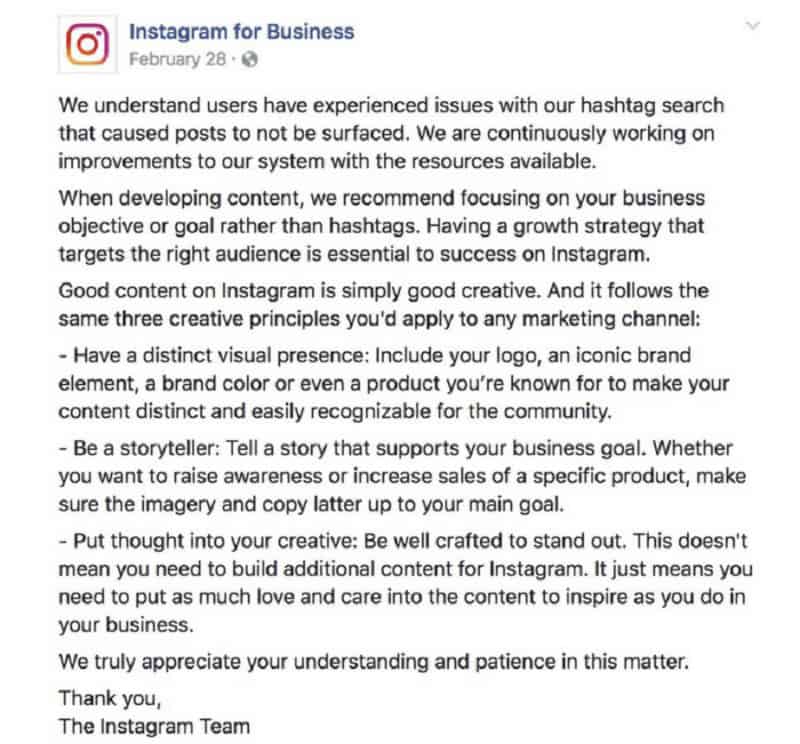 Instagram for Business
February 28 ·
We understand users have experienced issues with our hashtag search
that caused posts to not be surfaced. We are continuously working on
improvements to our system with the resources available.
When developing content, we recommend focusing on your business
objective or goal rather than hashtags. Having a growth strategy that
targets the right audience is essential to success on Instagram.
Good content on Instagram is simply good creative. And it follows the
same three creative principles you'd apply to any marketing channel:
- Have a distinct visual presence: Include your logo, an iconic brand
element, a brand color or even a product you're known for to make your
content distinct and easily recognizable for the community.
- Be a storyteller: Tell a story that supports your business goal. Whether
you want to raise awareness or increase sales of a specific product, make
sure the imagery and copy latter up to your main goal.
- Put thought into your creative: Be well crafted to stand out. This doesn't
mean you need to build additional content for Instagram. It just means you
need to put as much love and care into the content to inspire as you do in
your business.
We truly appreciate your understanding and patience in this matter.
Thank you,
The Instagram Team